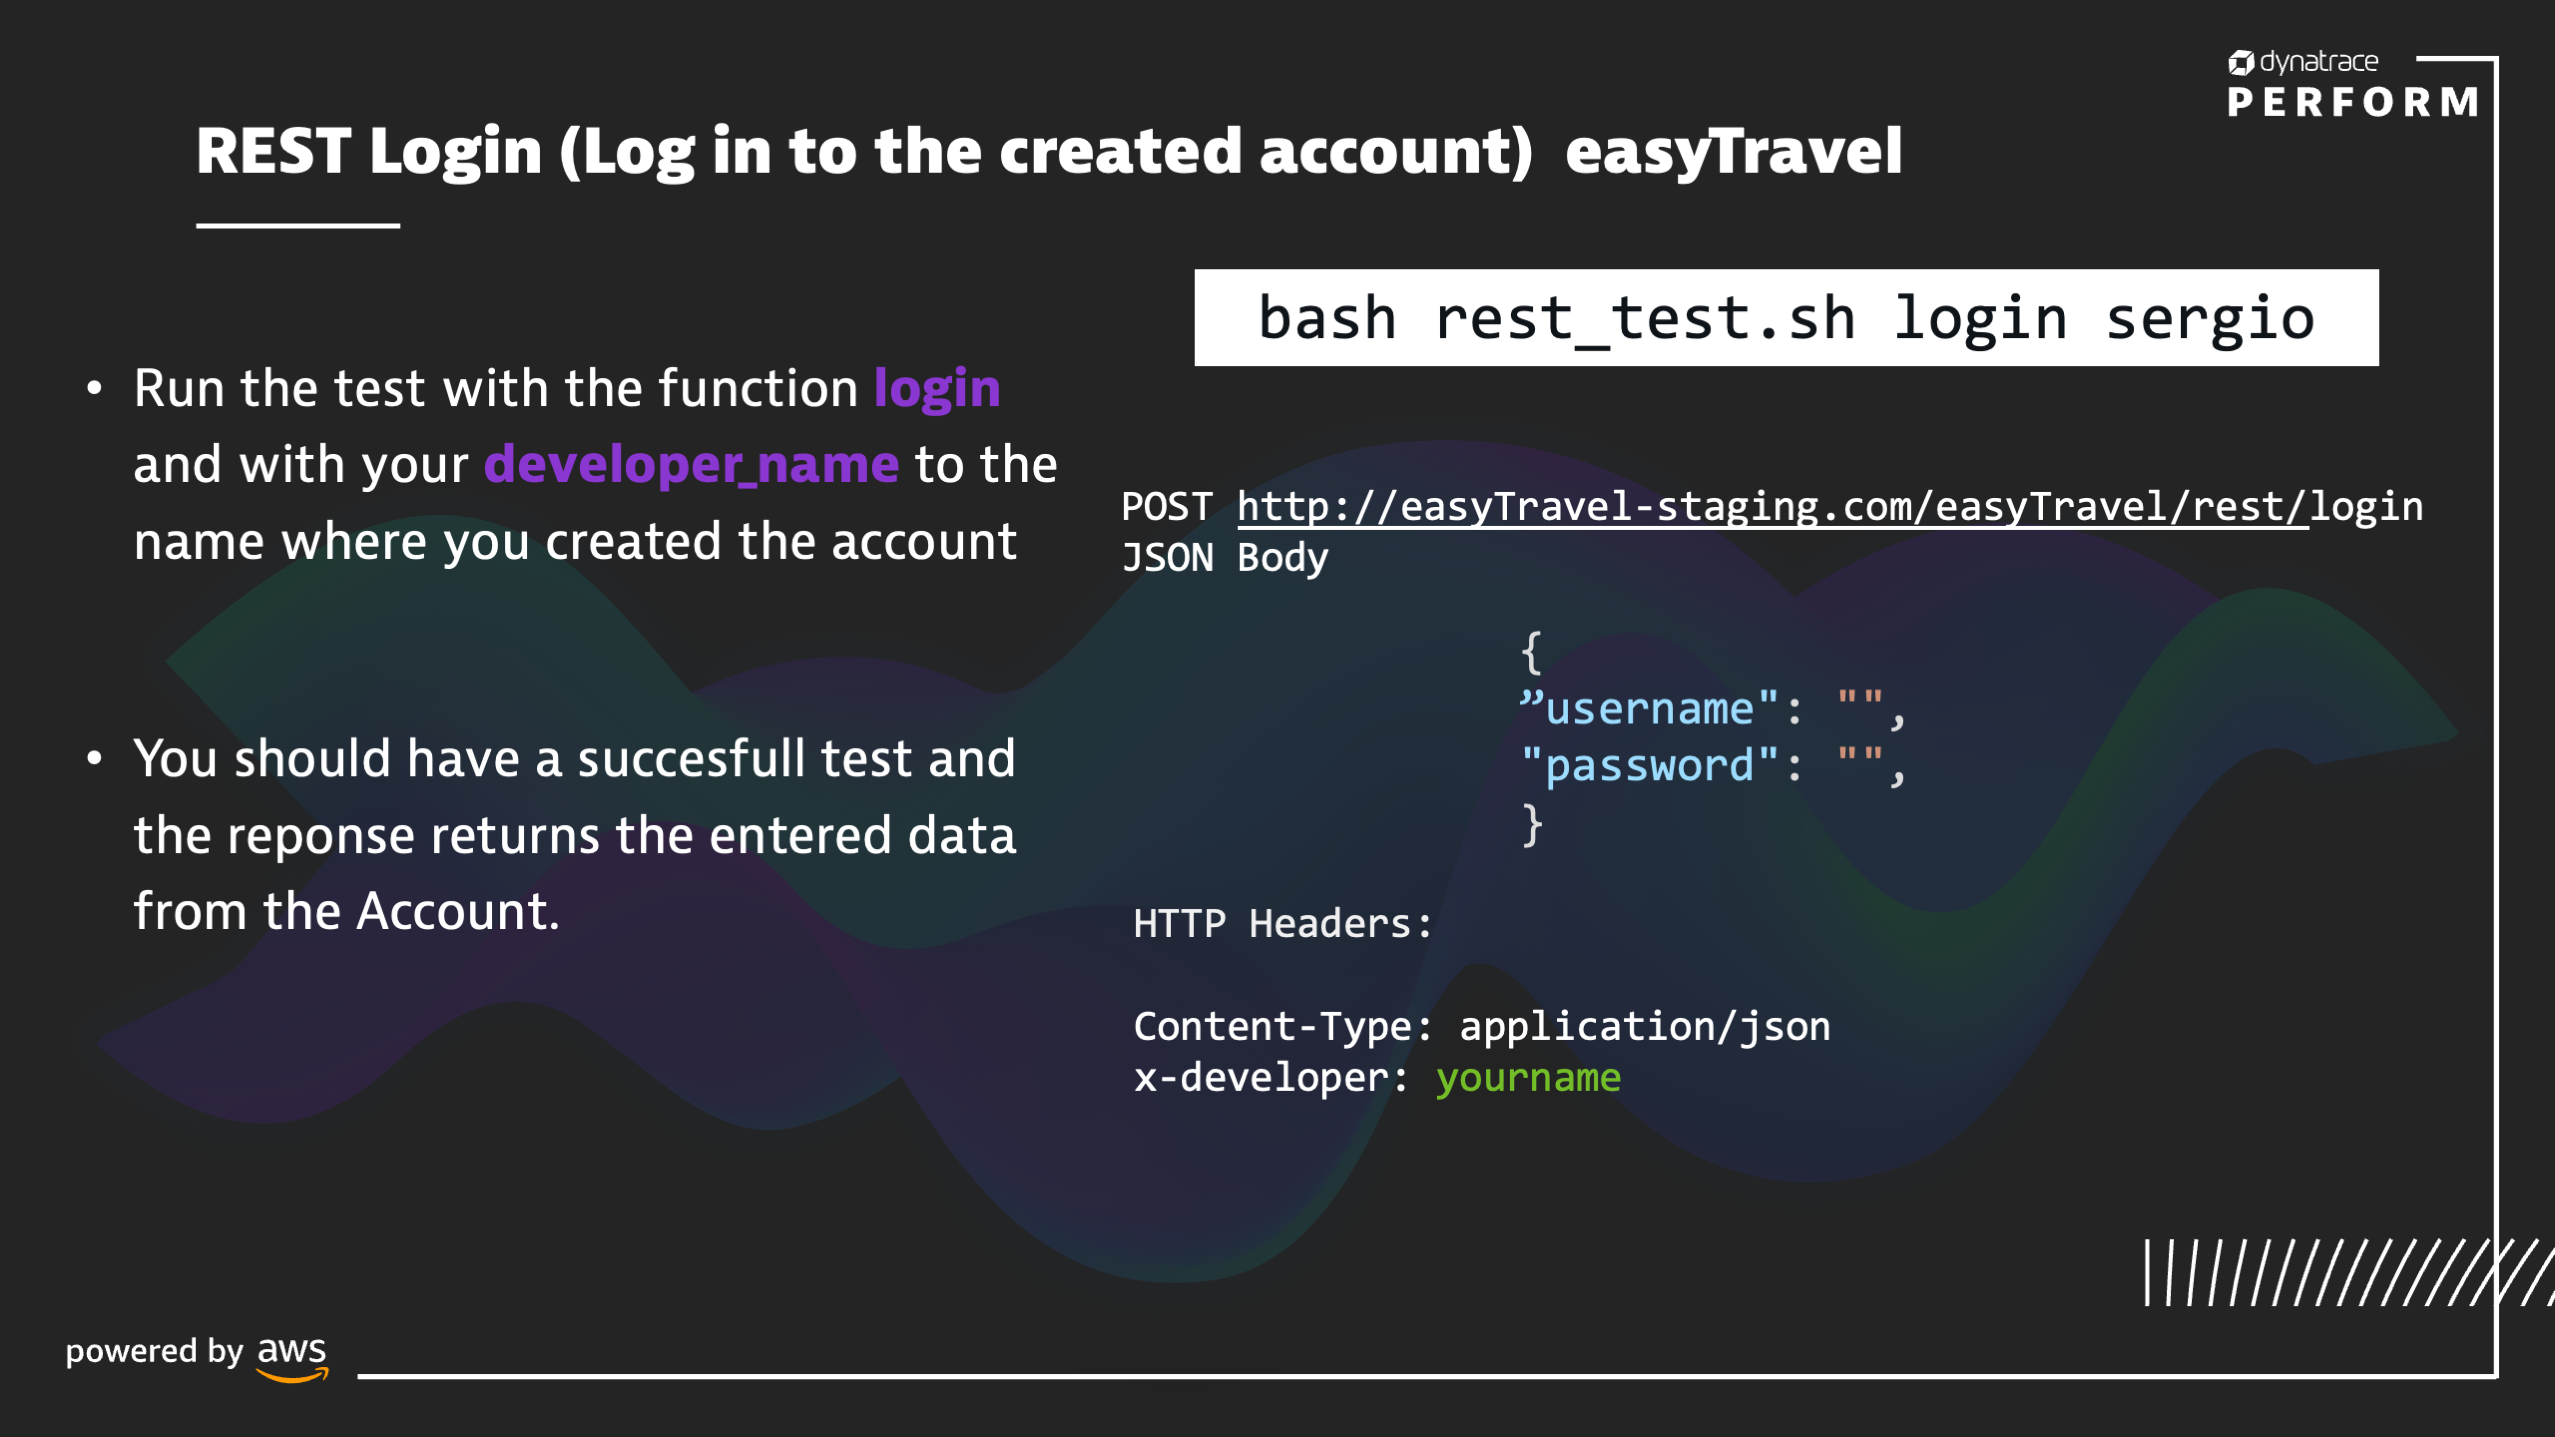 dynatrace
PERFORM
REST Login (Log in to the created account)  easyTravel
bash rest_test.sh login sergio
• Run the test with the function login
and with your developer_name to the
name where you created the account
• You should have a succesfull test and
the reponse returns the entered data
from the Account.
POST http://easyTravel-staging.com/easyTravel/rest/login
JSON Body
{
”username": "",
"password": "",
}
HTTP Headers:
Content-Type: application/json
x-developer: yourname
powered by aws